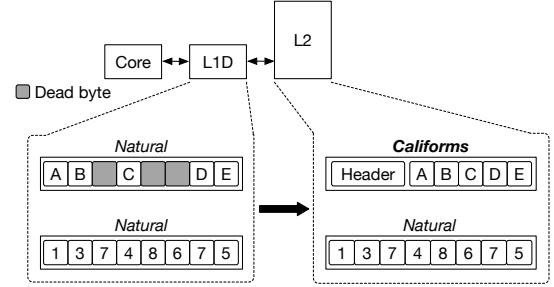 L2
Core
L1D
Dead byte
Natural
A B C D E
Natural
1 3 7 4 8 6 7 5
Califorms
Header A B C D E
Natural
1 3 7 4 8 6 7 5